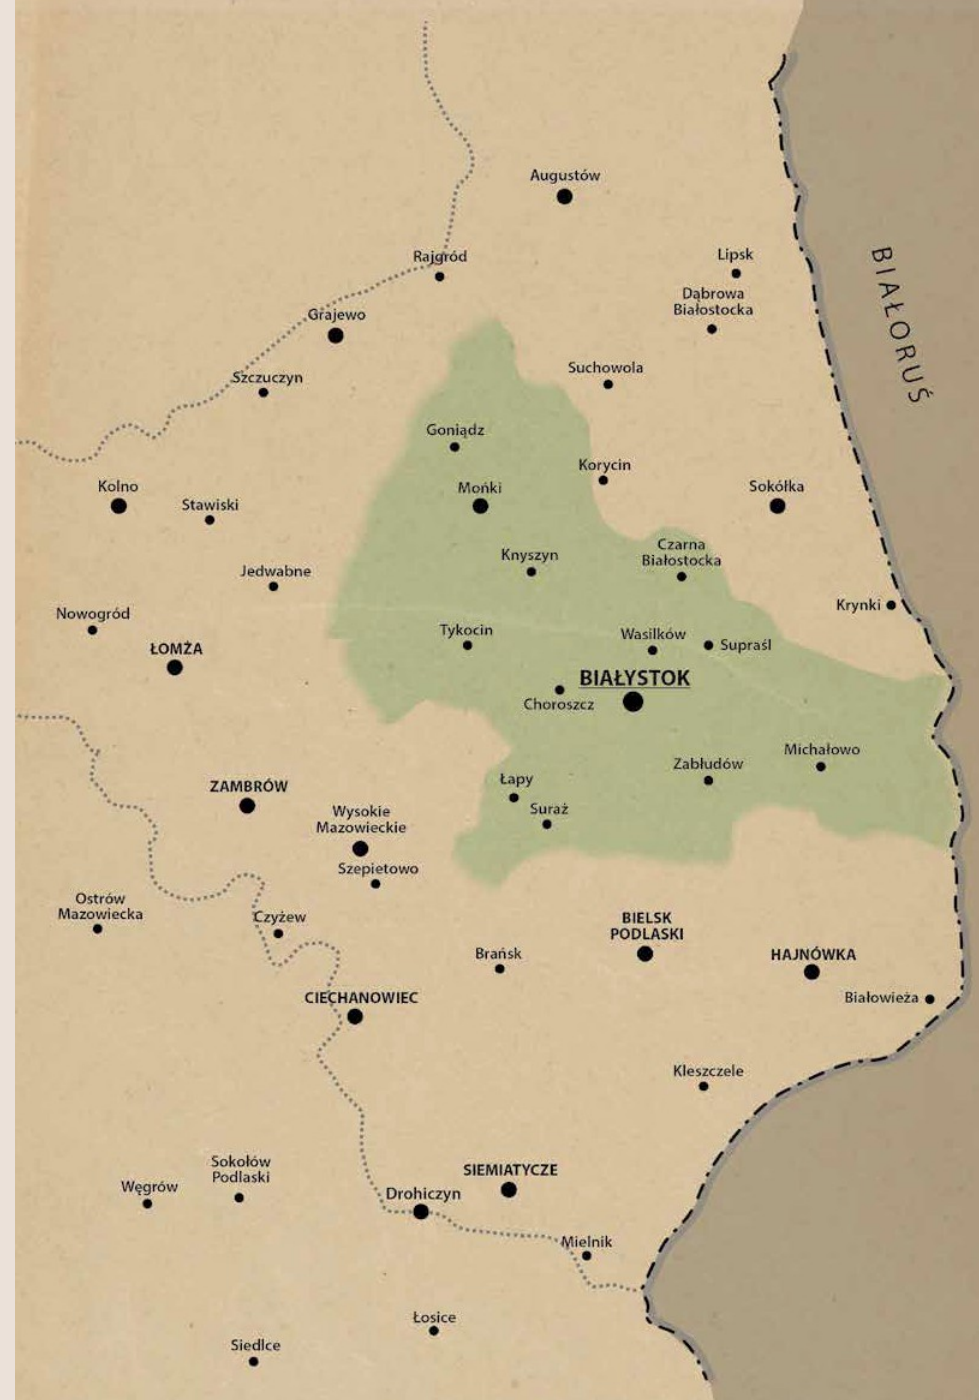 Augustów
Rajgród
Lipsk
Dąbrowa
Białostocka
BIAŁORUŚ
Grajewo
Szczuczyn
Suchowola
Goniądz
Korycin
Kolno
Mońki
Sokółka
Stawiski
Knyszyn
Czarna
Białostocka
Jedwabne
Krynki
Nowogród
Tykocin
Wasilków
Supraśl
ŁOMŻA
BIAŁYSTOK
Choroszcz
Michałowo
Zabłudów
Łapy
ZAMBRÓW
Suraż
Wysokie
Mazowieckie
Szepietowo
Ostrów
Mazowiecka
Czyżew
BIELSK
PODLASKI
Brańsk
HAJNÓWKA
CIECHANOWIEC
Białowieża
Kleszczele
Sokołów
Podlaski
SIEMIATYCZE
Węgrów
Drohiczyn
Mielnik
Łosice
Siedlce